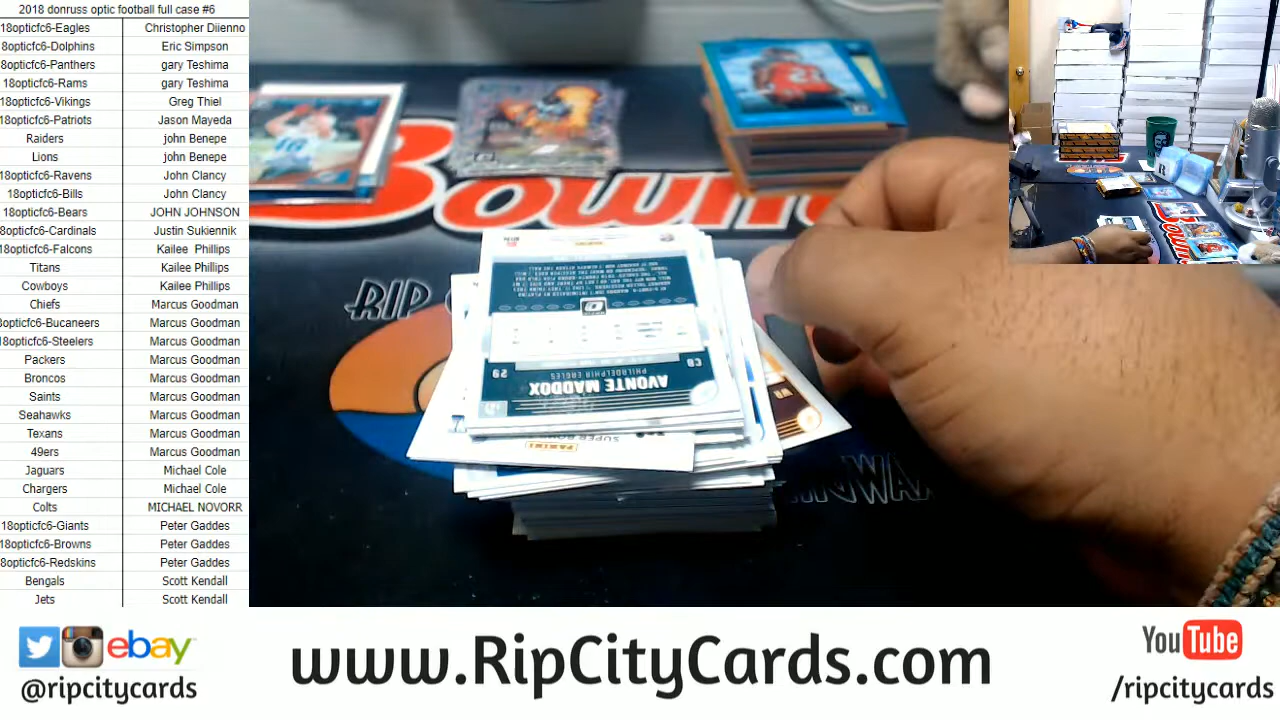 2018 donruss optic football full case #6
18opticfc6-Eagles Christopher Diienno
8opticfc6-Dolphins Eric Simpson
8opticfc6-Panthers gary Teshima
18opticfc6-Rams gary Teshima
18opticfc6-Vikings Greg Thiel
18opticfc6-Patriots Jason Mayeda
Raiders john Benepe
Lions john Benepe
18opticfc6-Ravens John Clancy
18opticfc6-Bills John Clancy
18opticfc6-Bears JOHN JOHNSON
8opticfc6-Cardinals Justin Sukiennik
18opticfc6-Falcons Kailee Phillips
Titans Kailee Phillips
Cowboys Kailee Phillips
Chiefs Marcus Goodman
8opticfc6-Bucaneers Marcus Goodman
18opticfc6-Steelers Marcus Goodman
Packers Marcus Goodman
Broncos Marcus Goodman
Saints Marcus Goodman
Seahawks Marcus Goodman
Texans Marcus Goodman
49ers Marcus Goodman
Jaguars Michael Cole
Chargers Michael Cole
Colts MICHAEL NOVORR
18opticfc6-Giants Peter Gaddes
18opticfc6-Browns Peter Gaddes
8opticfc6-Redskins Peter Gaddes
Bengals Scott Kendall
Jets Scott Kendall
RIP
AVONTE MADDOX
PHILADELPHIA EAGLES
CB 29
PANINI
ebay
@ripcitycards
www.RipCityCards.com
YouTube
/ripcitycards